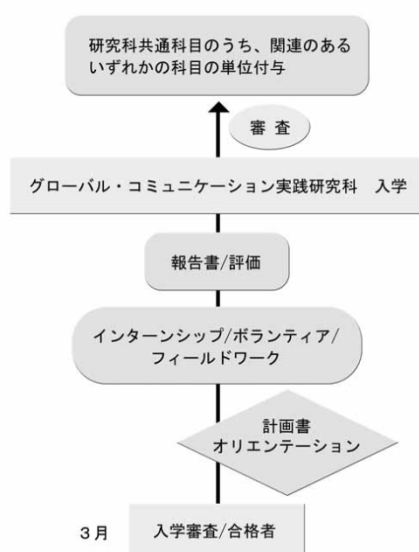 研究科共通科目のうち、関連のある
いずれかの科目の単位付与
審 査
グローバル・コミュニケーション実践研究科　入学
報告書/評価
インターンシップ/ボランティア/
フィールドワーク
計画書
オリエンテーション
3月　入学審査/合格者